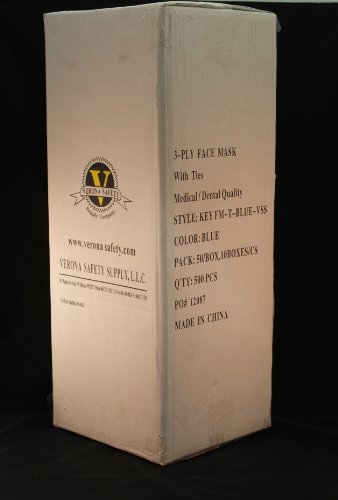 V
VERONA SAFETY
Supply Company
www.verona safety.com
VERONA SAFETY SUPPLY, L.L.C.
3-PLY FACE MASK
With Ties
Medical / Dental Quality
STYLE: KEY FM-T-BLUE-VSS
COLOR: BLUE
PACK: 50/BOX,10BOXES/CS
Q'TY: 500 PCS
PO# 12087
MADE IN CHINA